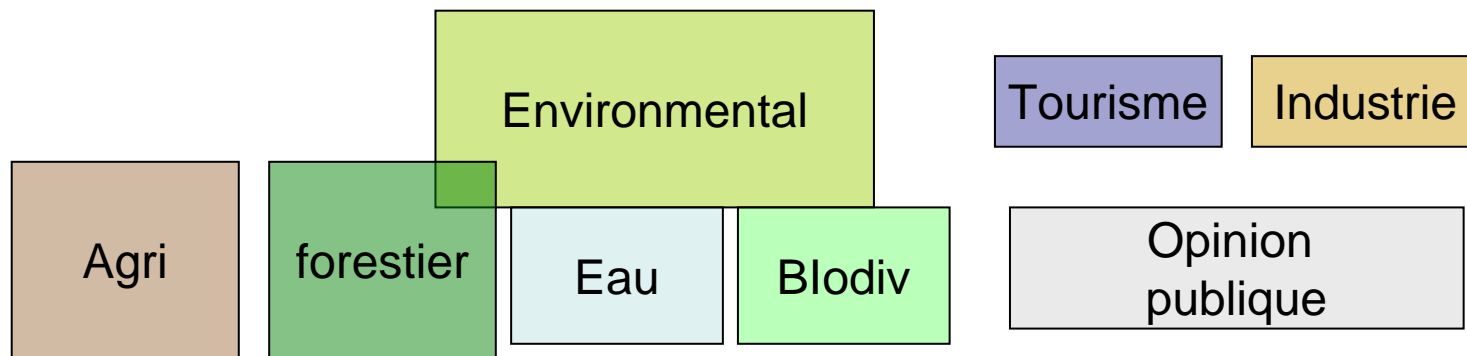 Environmental
Tourisme
Industrie
Agri
forestier
Eau
BIodiv
Opinion
publique